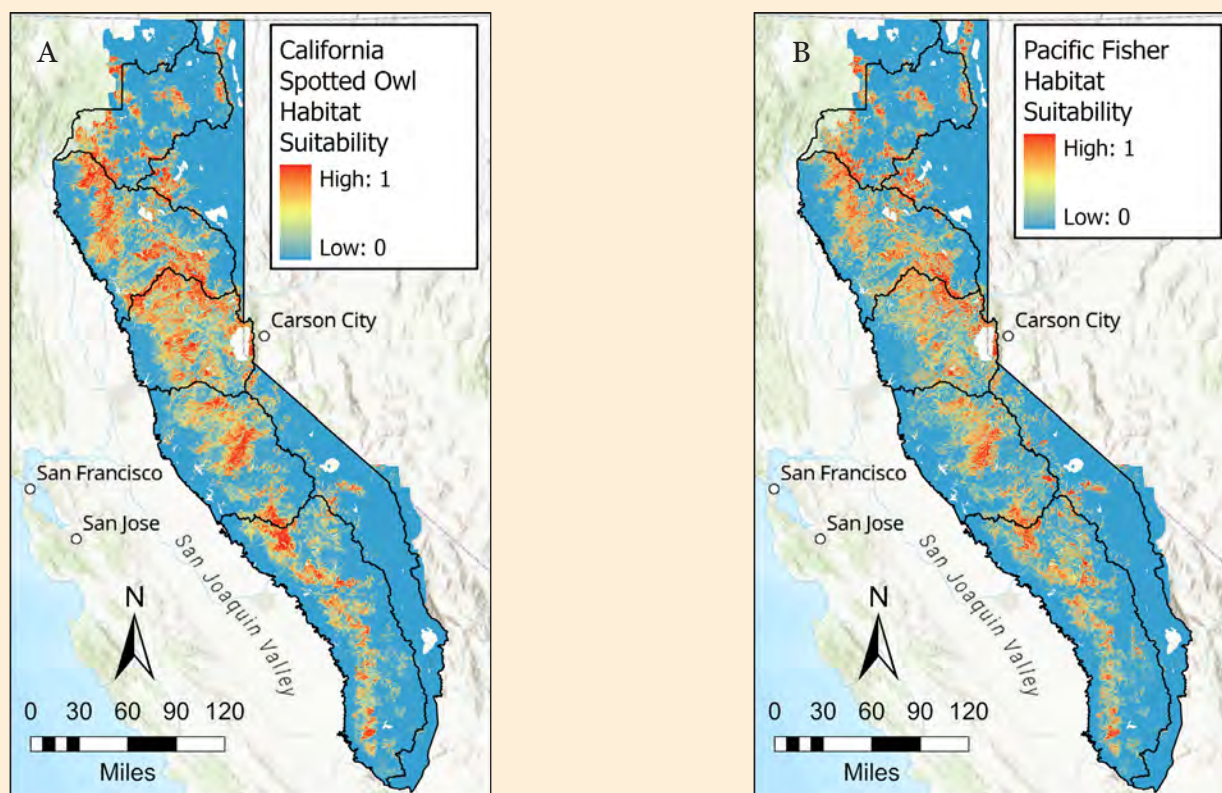 A
California
Spotted Owl
Habitat
Suitability
High: 1
Low: 0
Carson City
San Francisco
San Jose
San Joaquin Valley
N
0 30 60 90 120
Miles
B
Pacific Fisher
Habitat
Suitability
High: 1
Low: 0
Carson City
San Francisco
San Jose
San Joaquin Valley
N
0 30 60 90 120
Miles